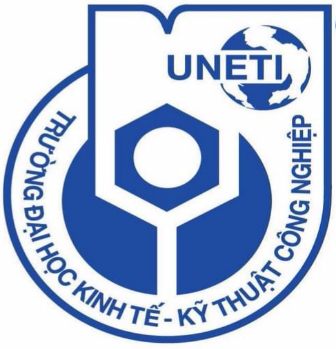 UNETI
TRƯỜNG ĐẠI HỌC KINH TẾ - KỸ THUẬT CÔNG NGHIỆP